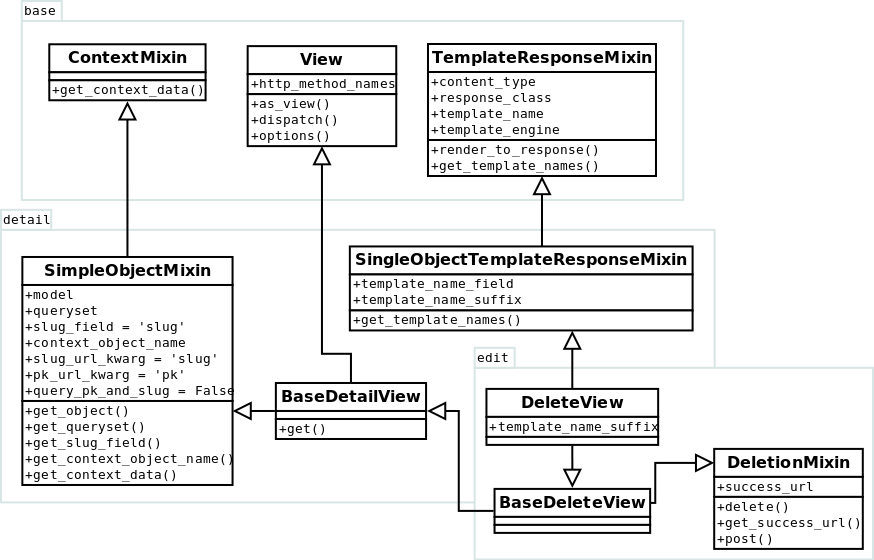 base
ContextMixin
+get_context_data()
View
+http_method_names
+as_view()
+dispatch()
+options()
TemplateResponseMixin
+content_type
+response_class
+template_name
+template_engine
+render_to_response()
+get_template_names()
detail
SimpleObjectMixin
+model
+queryset
+slug_field = 'slug'
+context_object_name
+slug_url_kwarg = 'slug'
+pk_url_kwarg = 'pk'
+query_pk_and_slug = False
+get_object()
+get_queryset()
+get_slug_field()
+get_context_object_name()
+get_context_data()
SingleObjectTemplateResponseMixin
+template_name_field
+template_name_suffix
+get_template_names()
BaseDetailView
+get()
edit
DeleteView
+template_name_suffix
BaseDeleteView
DeletionMixin
+success_url
+delete()
+get_success_url()
+post()